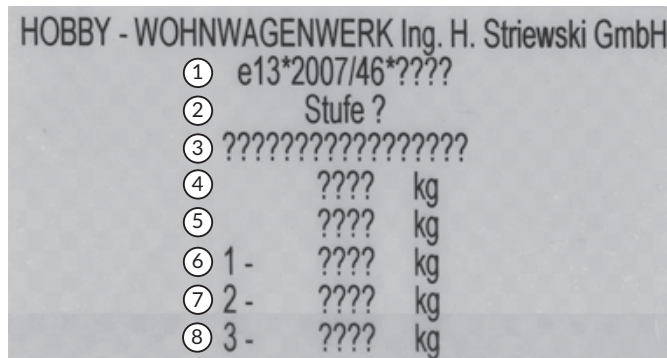 HOBBY - WOHNWAGENWERK Ing. H. Striewski GmbH
1 e13*2007/46*????
2 Stufe ?
3 ?????????????????
4 ???? kg
5 ???? kg
6 1 - ???? kg
7 2 - ???? kg
8 3 - ???? kg